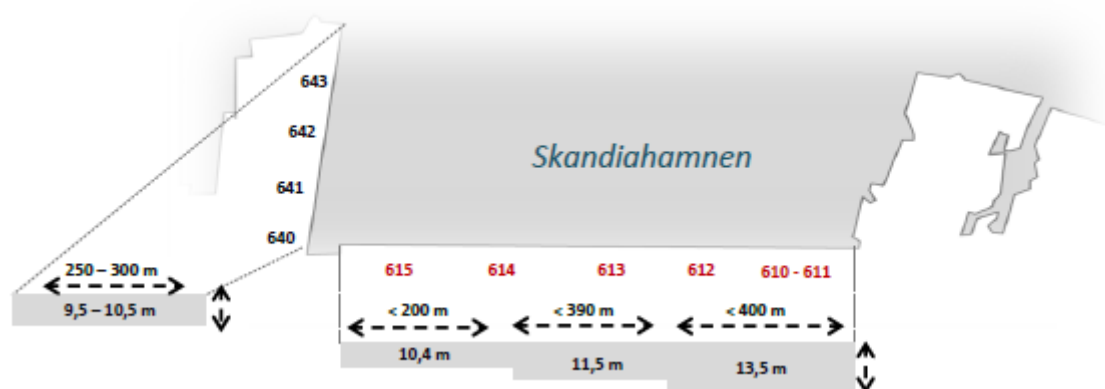 643
642
Skandiahamnen
641
640
250 – 300 m
615 614 613 612 610 - 611
9,5 – 10,5 m
< 200 m < 390 m < 400 m
10,4 m
11,5 m
13,5 m